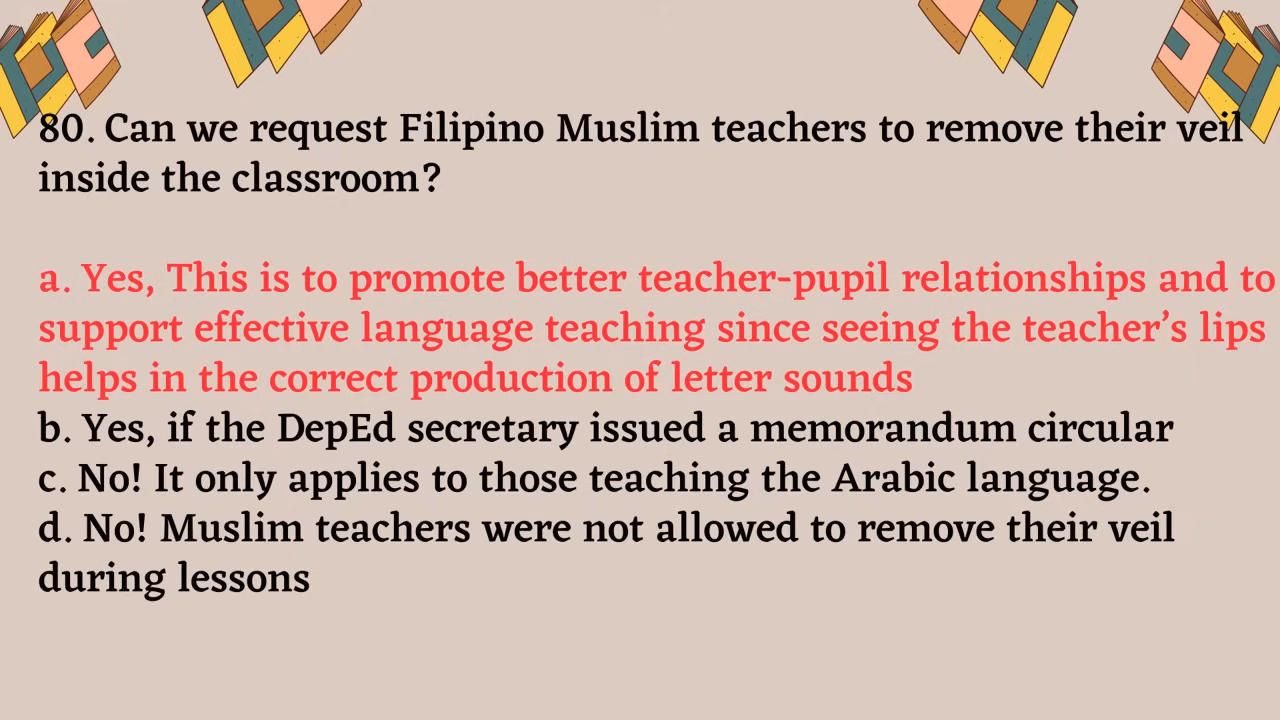 80. Can we request Filipino Muslim teachers to remove their veil
inside the classroom?
a. Yes, This is to promote better teacher-pupil relationships and to
support effective language teaching since seeing the teacher's lips
helps in the correct production of letter sounds
b. Yes, if the DepEd secretary issued a memorandum circular
c. No! It only applies to those teaching the Arabic language.
d. No! Muslim teachers were not allowed to remove their veil
during lessons